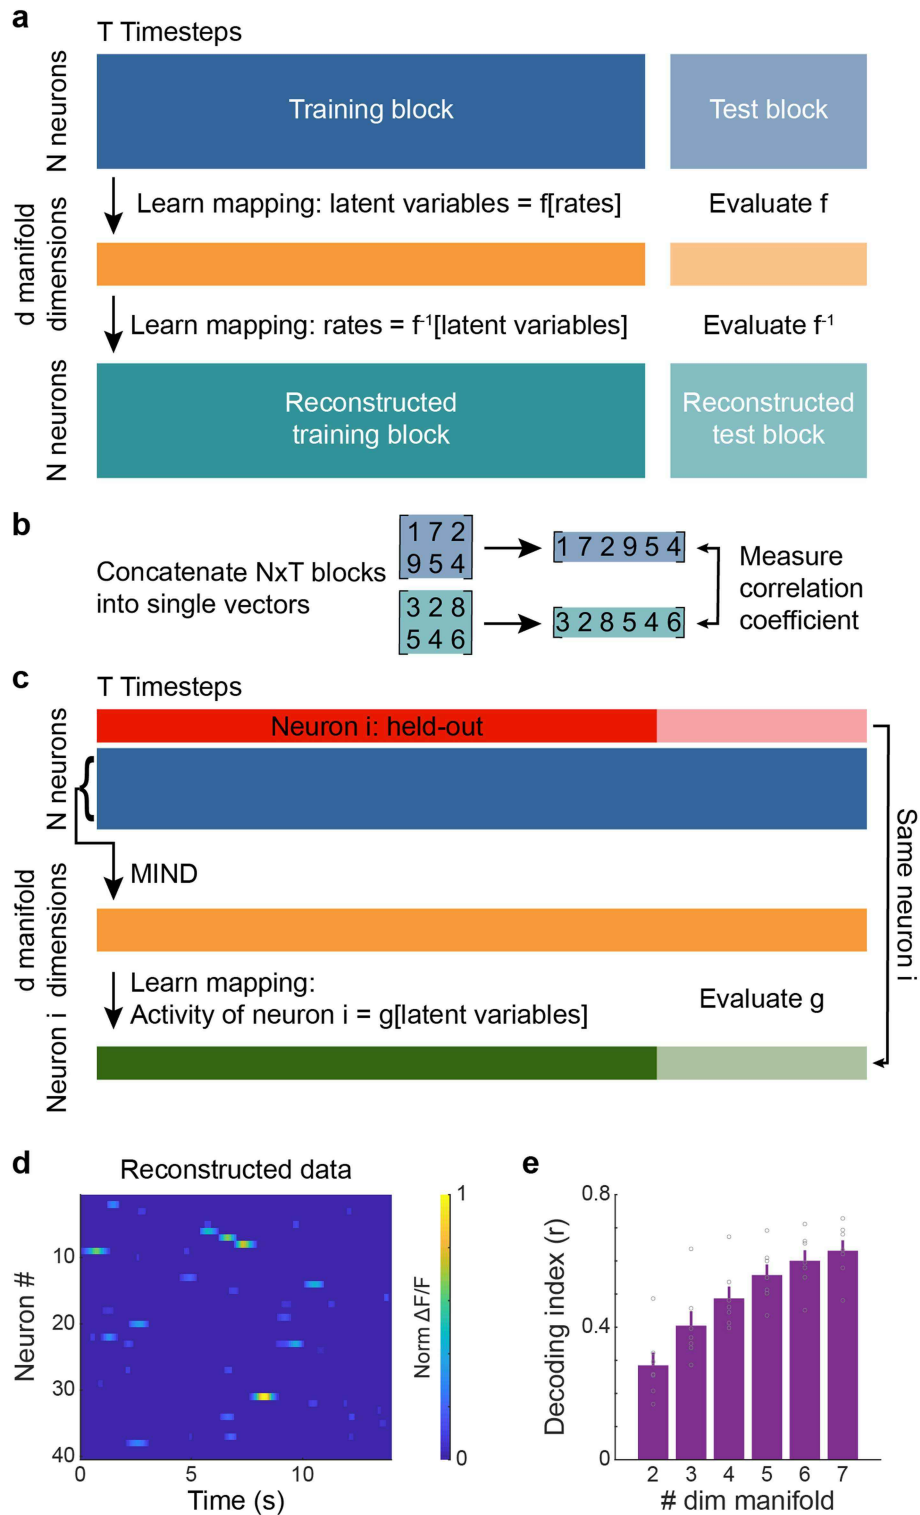 a
T Timesteps
N neurons
Training block
Test block
Learn mapping: latent variables = f[rates]
Evaluate f
d manifold
dimensions
Learn mapping: rates = f⁻¹[latent variables]
Evaluate f⁻¹
N neurons
Reconstructed
training block
Reconstructed
test block
b
Concatenate NxT blocks
into single vectors
1 7 2
9 5 4
1 7 2 9 5 4
3 2 8
5 4 6
3 2 8 5 4 6
Measure
correlation
coefficient
c
T Timesteps
N neurons
Neuron i: held-out
Same neuron i
MIND
d manifold
dimensions
Learn mapping:
Activity of neuron i = g[latent variables]
Evaluate g
Neuron i
d
Reconstructed data
Neuron #
10
20
30
40
0 5 10
Time (s)
1
Norm ΔF/F
0
e
Decoding index (r)
0.8
0.4
0
2 3 4 5 6 7
# dim manifold